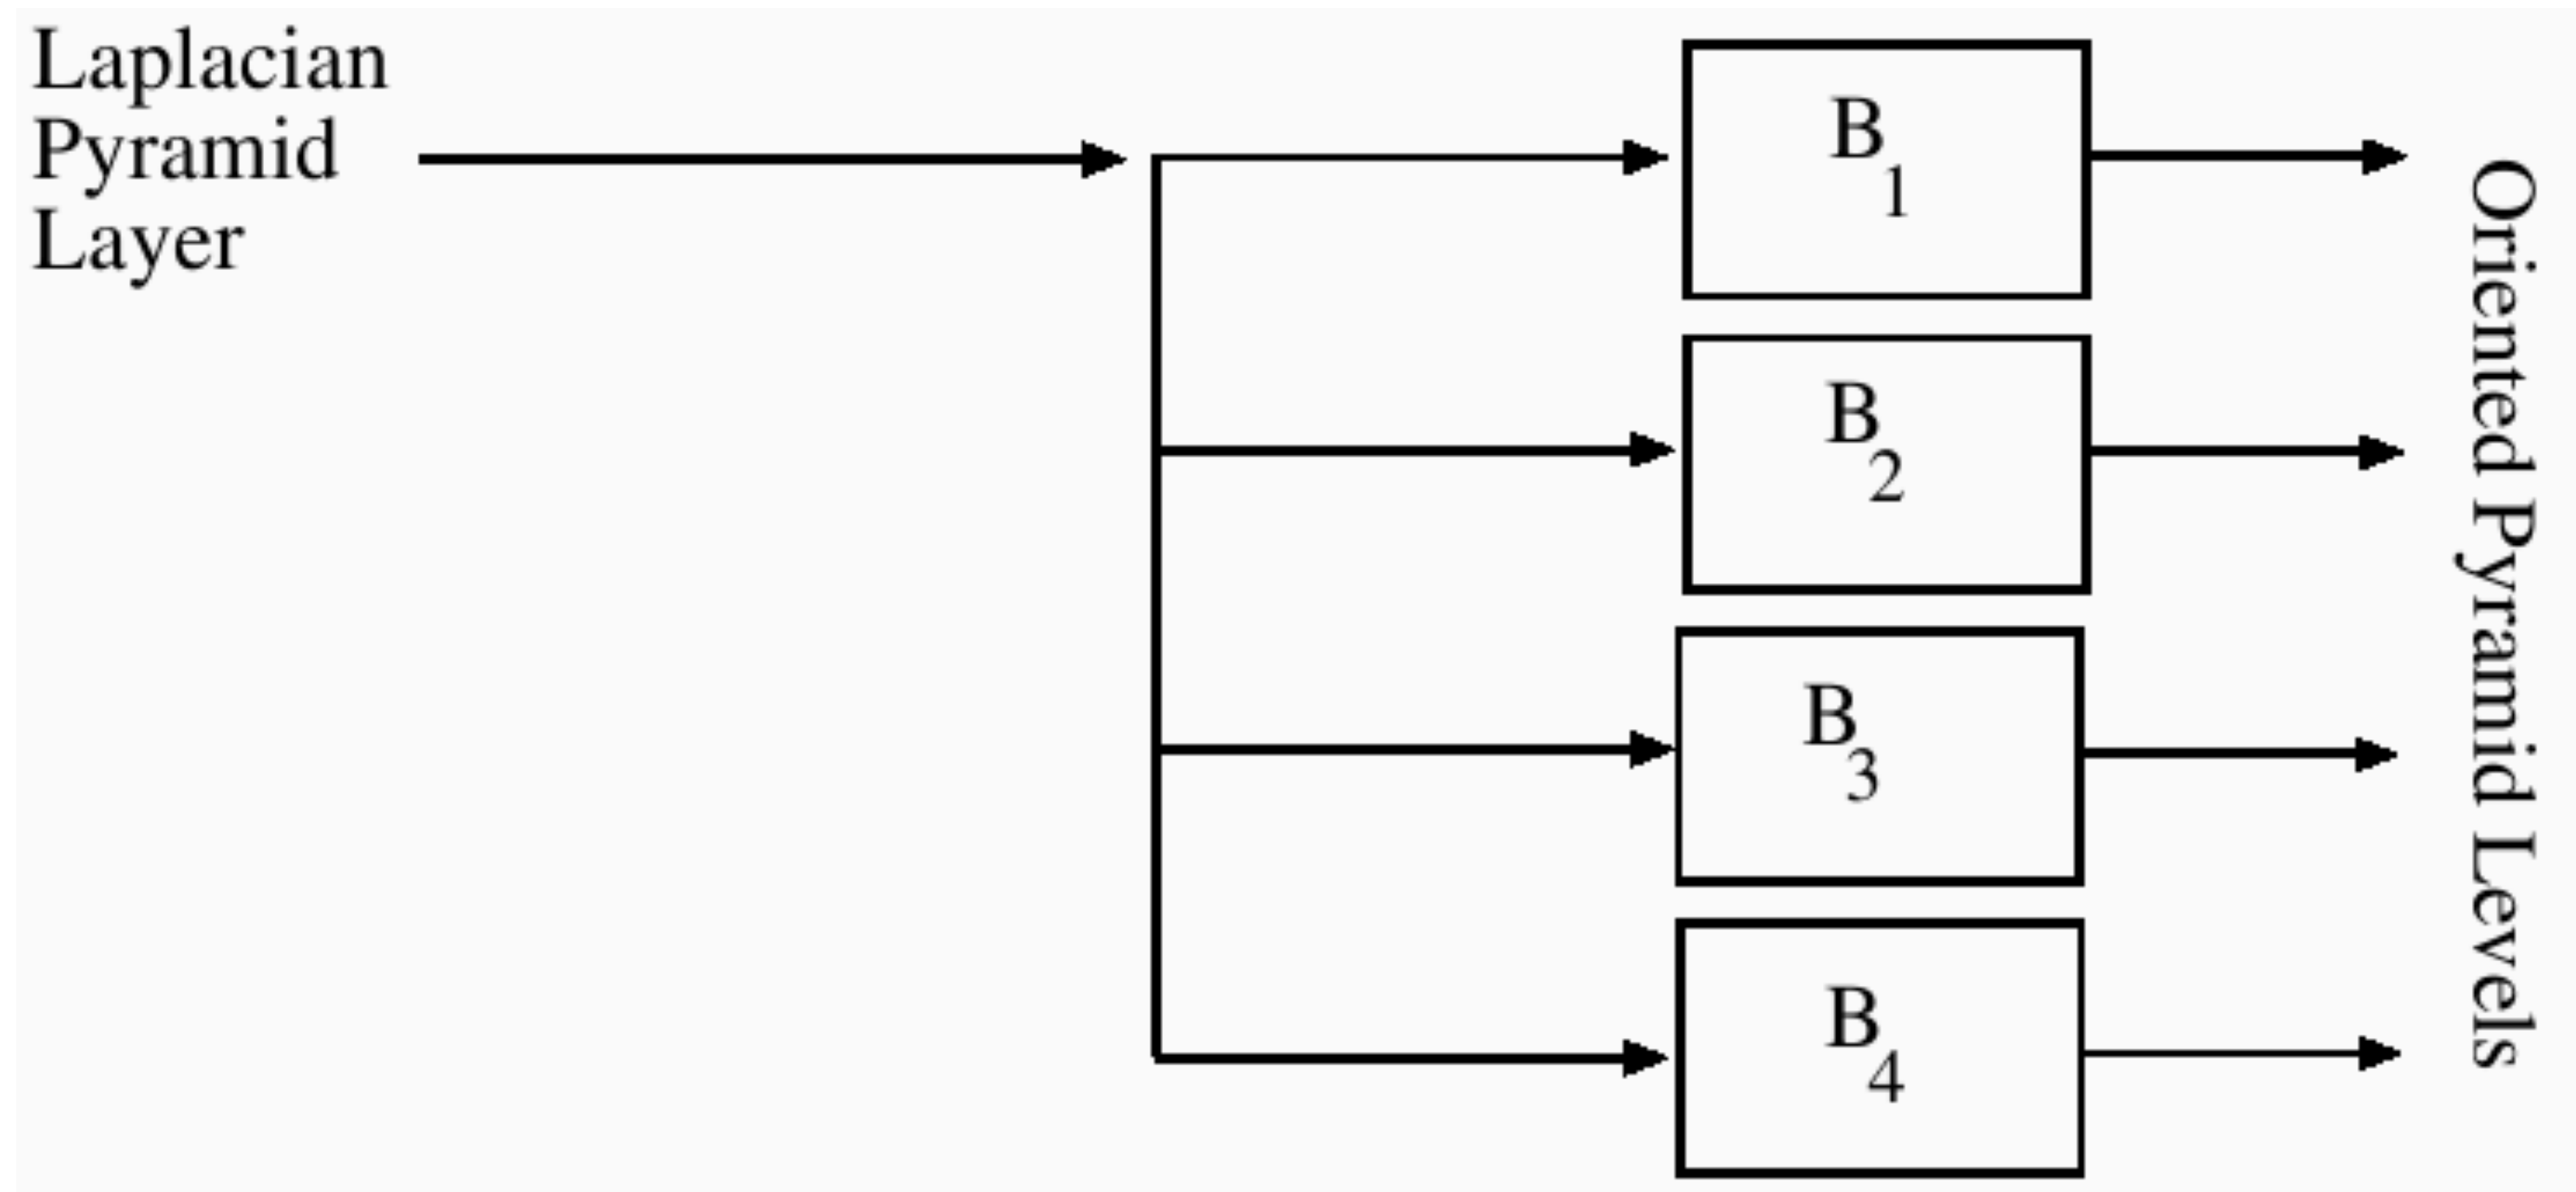 Laplacian
Pyramid
Layer
B1
B2
B3
B4
Oriented Pyramid Levels